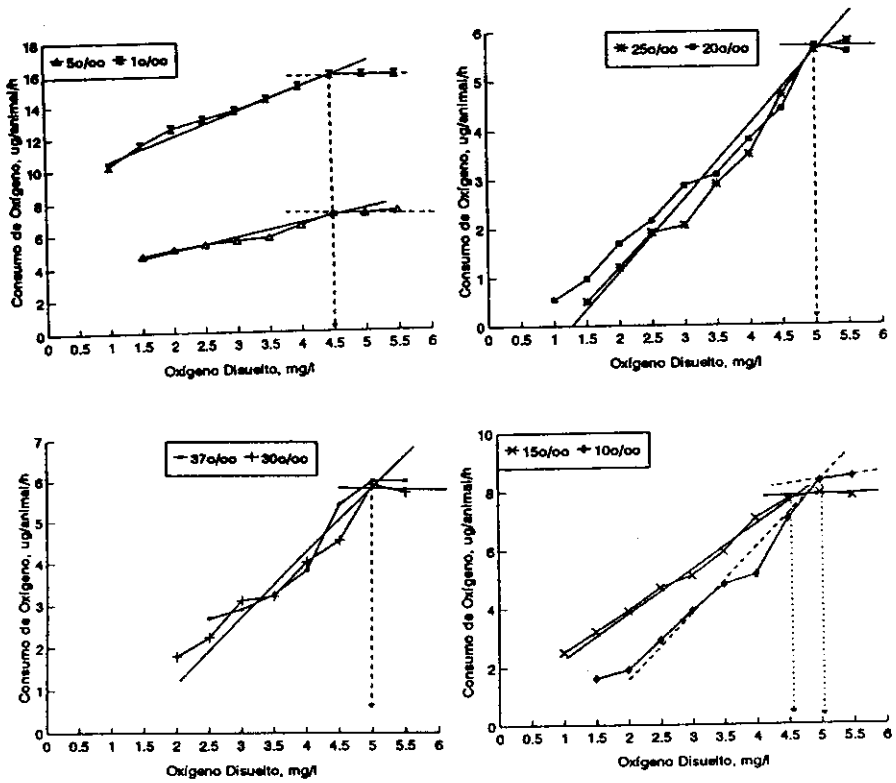 5o/oo 1o/oo
Consumo de Oxígeno, ug/animal/h
18
16
14
12
10
8
6
4
2
0
0 0.5 1 1.5 2 2.5 3 3.5 4 4.5 5 5.5 6
Oxígeno Disuelto, mg/l
25o/oo 20o/oo
Consumo de Oxígeno, ug/animal/h
6
5
4
3
2
1
0
0 0.5 1 1.5 2 2.5 3 3.5 4 4.5 5 5.5 6
Oxígeno Disuelto, mg/l
37o/oo 30o/oo
Consumo de Oxígeno, ug/animal/h
7
6
5
4
3
2
1
0
0 0.5 1 1.5 2 2.5 3 3.5 4 4.5 5 5.5 6
Oxígeno Disuelto, mg/l
15o/oo 10o/oo
Consumo de Oxígeno, ug/animal/h
10
8
6
4
2
0
0 0.5 1 1.5 2 2.5 3 3.5 4 4.5 5 5.5 6
Oxígeno Disuelto, mg/l